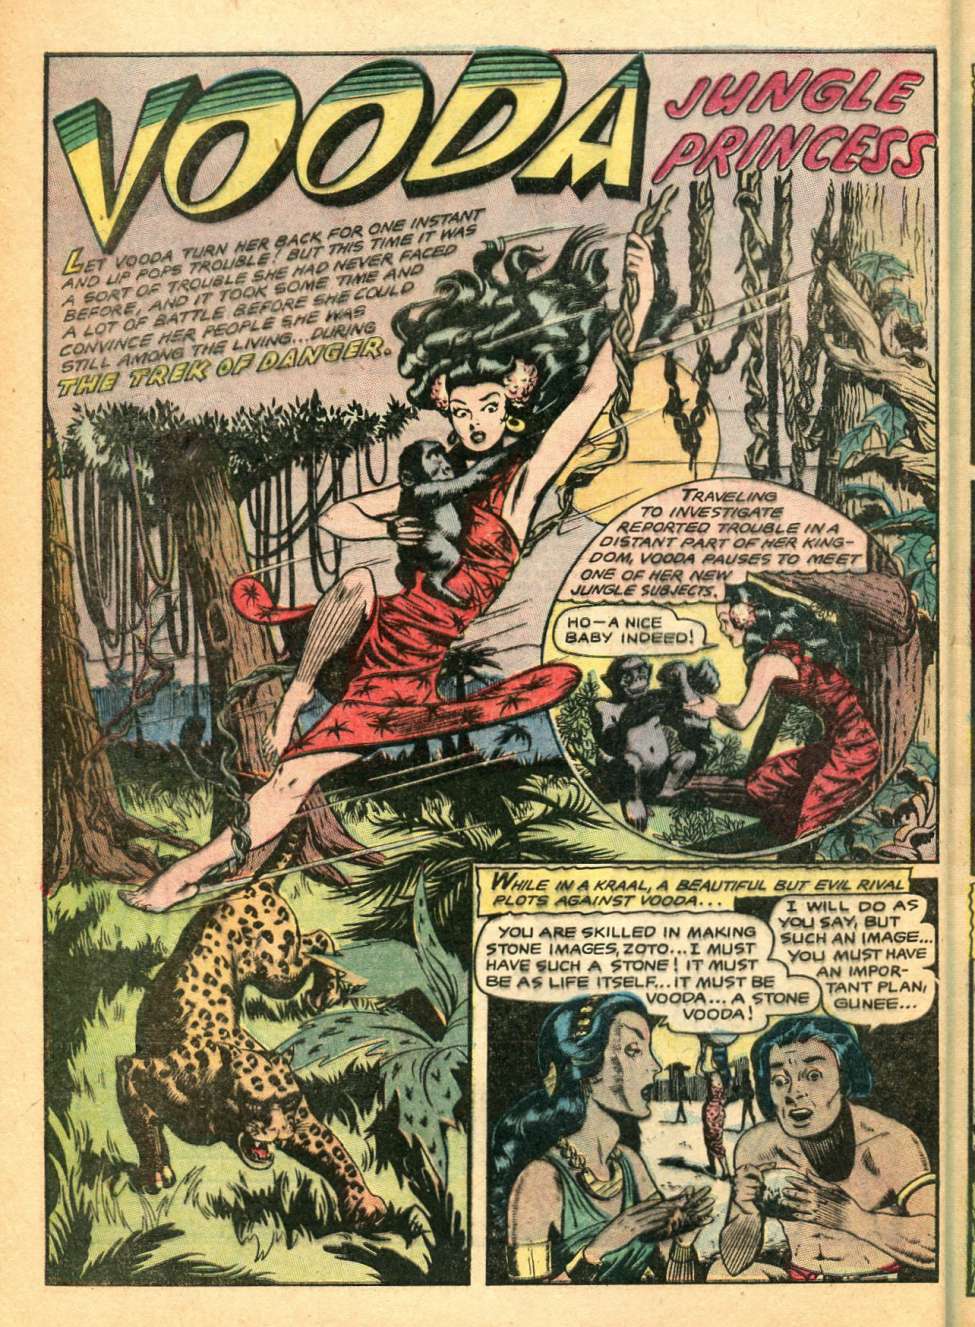 VOODA
JUNGLE
PRINCESS
LET VOODA TURN HER BACK FOR ONE INSTANT
AND UP POPS TROUBLE! BUT THIS TIME IT WAS
A SORT OF TROUBLE SHE HAD NEVER FACED
BEFORE, AND IT TOOK SOME TIME AND
A LOT OF BATTLE BEFORE SHE COULD
CONVINCE HER PEOPLE SHE WAS
STILL AMONG THE LIVING...DURING
THE TREK OF DANGER.
TRAVELING
TO INVESTIGATE
REPORTED TROUBLE IN A
DISTANT PART OF HER KING-
DOM, VOODA PAUSES TO MEET
ONE OF HER NEW
JUNGLE SUBJECTS.
HO—A NICE
BABY INDEED!
WHILE IN A KRAAL, A BEAUTIFUL BUT EVIL RIVAL
PLOTS AGAINST VOODA...
YOU ARE SKILLED IN MAKING
STONE IMAGES, ZOTO...I MUST
HAVE SUCH A STONE! IT MUST
BE AS LIFE ITSELF...IT MUST BE
VOODA...A STONE
VOODA!
I WILL DO AS
YOU SAY, BUT
SUCH AN IMAGE...
YOU MUST HAVE
AN IMPOR-
TANT PLAN,
GUNEE...